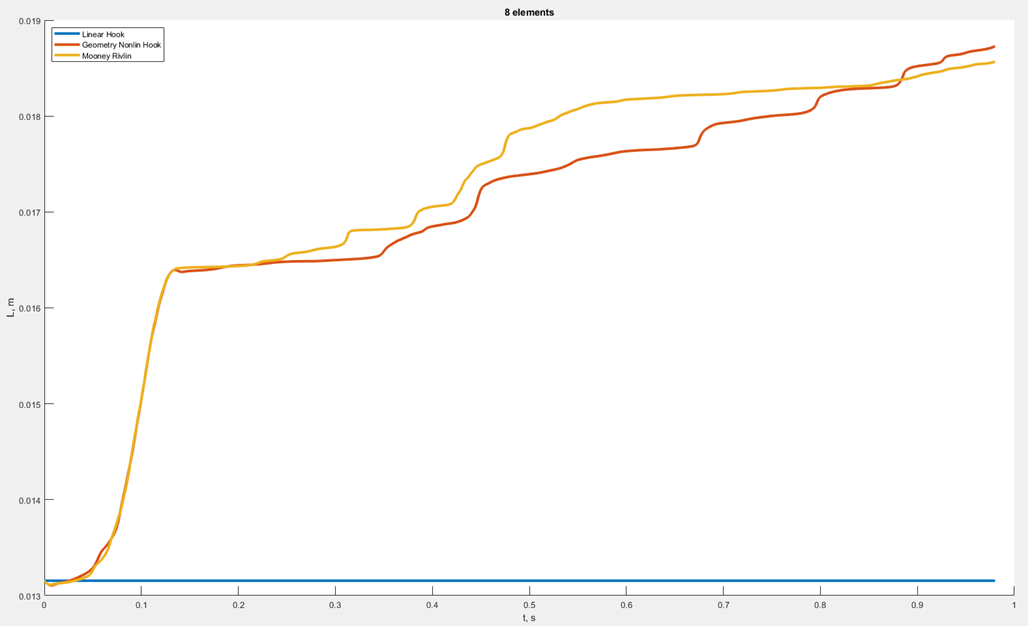 8 elements
Linear Hook
Geometry Nonlin Hook
Mooney Rivlin
0.019
0.018
0.017
0.016
0.015
0.014
0.013
L, m
0 0.1 0.2 0.3 0.4 0.5 0.6 0.7 0.8 0.9 1
t, s